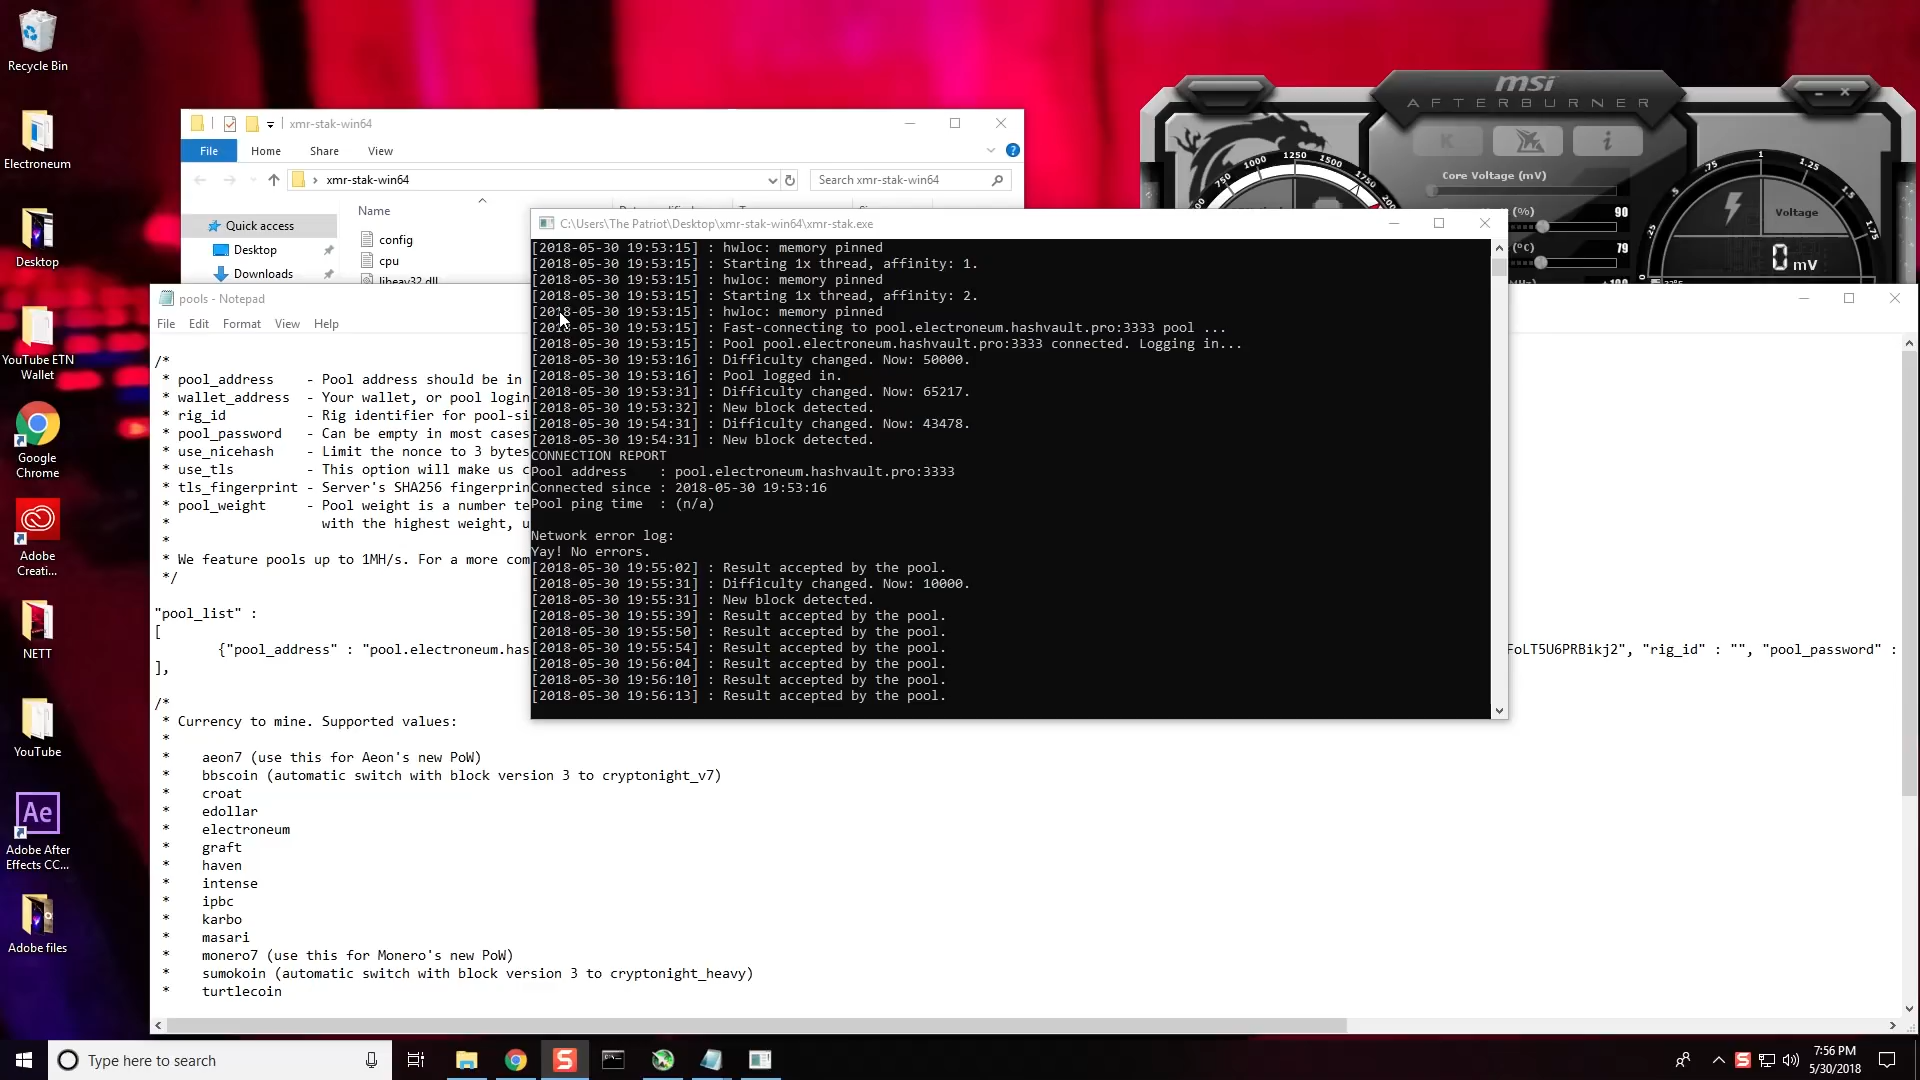 Recycle Bin
Electroneum
Desktop
YouTube ETN
Wallet
Google
Chrome
Adobe
Creati...
NETT
YouTube
Adobe After
Effects CC...
Adobe files
xmr-stak-win64
File Home Share View
xmr-stak-win64
Search xmr-stak-win64
Name
Quick access
Desktop
Downloads
config
cpu
libeay32.dll
msi
AFTERBURNER
K
i
750 1000 1250 1500 1750
Core Voltage (mV)
(%) 90
(°C) 79
.75 1 1.25 1.5 1.75
Voltage
0 mV
C:\Users\The Patriot\Desktop\xmr-stak-win64\xmr-stak.exe
[2018-05-30 19:53:15] : hwloc: memory pinned
[2018-05-30 19:53:15] : Starting 1x thread, affinity: 1.
[2018-05-30 19:53:15] : hwloc: memory pinned
[2018-05-30 19:53:15] : Starting 1x thread, affinity: 2.
[2018-05-30 19:53:15] : hwloc: memory pinned
[2018-05-30 19:53:15] : Fast-connecting to pool.electroneum.hashvault.pro:3333 pool ...
[2018-05-30 19:53:15] : Pool pool.electroneum.hashvault.pro:3333 connected. Logging in...
[2018-05-30 19:53:16] : Difficulty changed. Now: 50000.
[2018-05-30 19:53:16] : Pool logged in.
[2018-05-30 19:53:31] : Difficulty changed. Now: 65217.
[2018-05-30 19:53:32] : New block detected.
[2018-05-30 19:54:31] : Difficulty changed. Now: 43478.
[2018-05-30 19:54:31] : New block detected.
CONNECTION REPORT
Pool address    : pool.electroneum.hashvault.pro:3333
Connected since : 2018-05-30 19:53:16
Pool ping time  : (n/a)
Network error log:
Yay! No errors.
[2018-05-30 19:55:02] : Result accepted by the pool.
[2018-05-30 19:55:31] : Difficulty changed. Now: 10000.
[2018-05-30 19:55:31] : New block detected.
[2018-05-30 19:55:39] : Result accepted by the pool.
[2018-05-30 19:55:50] : Result accepted by the pool.
[2018-05-30 19:55:54] : Result accepted by the pool.
[2018-05-30 19:56:04] : Result accepted by the pool.
[2018-05-30 19:56:10] : Result accepted by the pool.
[2018-05-30 19:56:13] : Result accepted by the pool.
pools - Notepad
File Edit Format View Help
/*
* pool_address    - Pool address should be in
* wallet_address  - Your wallet, or pool login
* rig_id          - Rig identifier for pool-si
* pool_password   - Can be empty in most cases
* use_nicehash    - Limit the nonce to 3 bytes
* use_tls         - This option will make us c
* tls_fingerprint - Server's SHA256 fingerprin
* pool_weight     - Pool weight is a number te
*                   with the highest weight, u
*
* We feature pools up to 1MH/s. For a more com
*/
"pool_list" :
[
{"pool_address" : "pool.electroneum.has FoLT5U6PRBikj2", "rig_id" : "", "pool_password" :
],
/*
* Currency to mine. Supported values:
*
*    aeon7 (use this for Aeon's new PoW)
*    bbscoin (automatic switch with block version 3 to cryptonight_v7)
*    croat
*    edollar
*    electroneum
*    graft
*    haven
*    intense
*    ipbc
*    karbo
*    masari
*    monero7 (use this for Monero's new PoW)
*    sumokoin (automatic switch with block version 3 to cryptonight_heavy)
*    turtlecoin
Type here to search
7:56 PM
5/30/2018